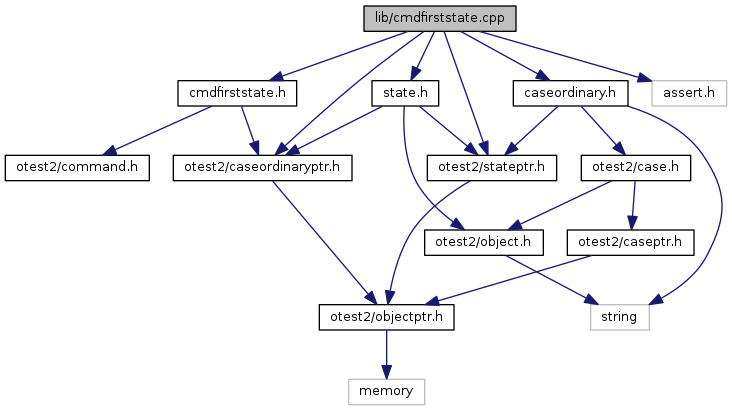 lib/cmdfirststate.cpp
cmdfirststate.h
state.h
caseordinary.h
assert.h
otest2/command.h
otest2/caseordinaryptr.h
otest2/stateptr.h
otest2/case.h
otest2/object.h
otest2/caseptr.h
otest2/objectptr.h
string
memory